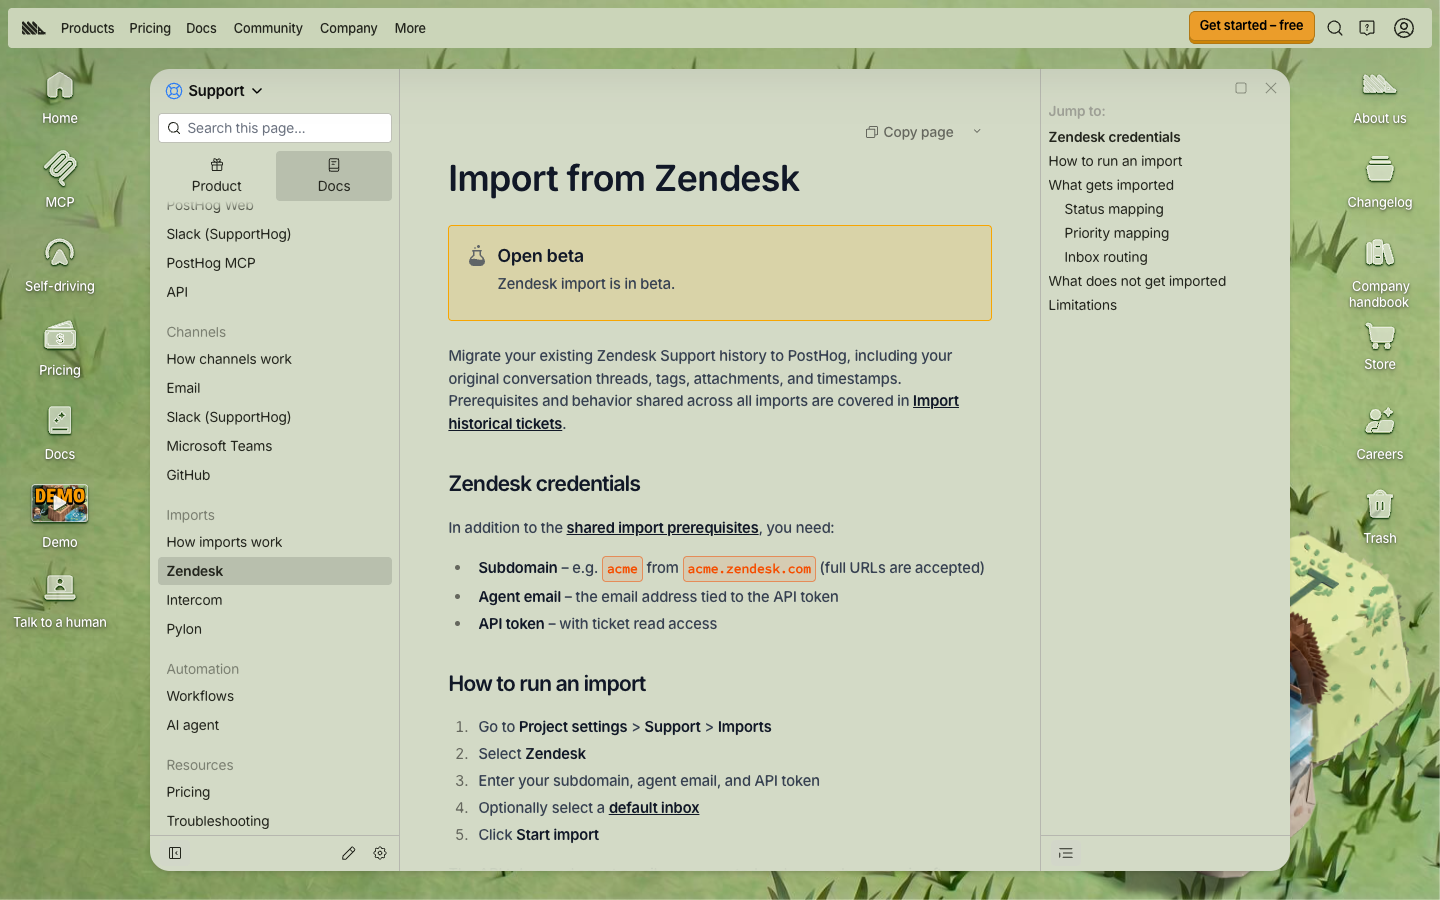 Products Pricing Docs Community Company More
Get started – free
Home
MCP
Self-driving
Pricing
Docs
DEMO
Demo
Talk to a human
Support
Search this page...
Product
Docs
PostHog Web
Slack (SupportHog)
PostHog MCP
API
Channels
How channels work
Email
Slack (SupportHog)
Microsoft Teams
GitHub
Imports
How imports work
Zendesk
Intercom
Pylon
Automation
Workflows
AI agent
Resources
Pricing
Troubleshooting
Copy page
Import from Zendesk
Open beta
Zendesk import is in beta.
Migrate your existing Zendesk Support history to PostHog, including your
original conversation threads, tags, attachments, and timestamps.
Prerequisites and behavior shared across all imports are covered in Import
historical tickets.
Zendesk credentials
In addition to the shared import prerequisites, you need:
• Subdomain – e.g. acme from acme.zendesk.com (full URLs are accepted)
• Agent email – the email address tied to the API token
• API token – with ticket read access
How to run an import
1. Go to Project settings > Support > Imports
2. Select Zendesk
3. Enter your subdomain, agent email, and API token
4. Optionally select a default inbox
5. Click Start import
Jump to:
Zendesk credentials
How to run an import
What gets imported
Status mapping
Priority mapping
Inbox routing
What does not get imported
Limitations
About us
Changelog
Company
handbook
Store
Careers
Trash